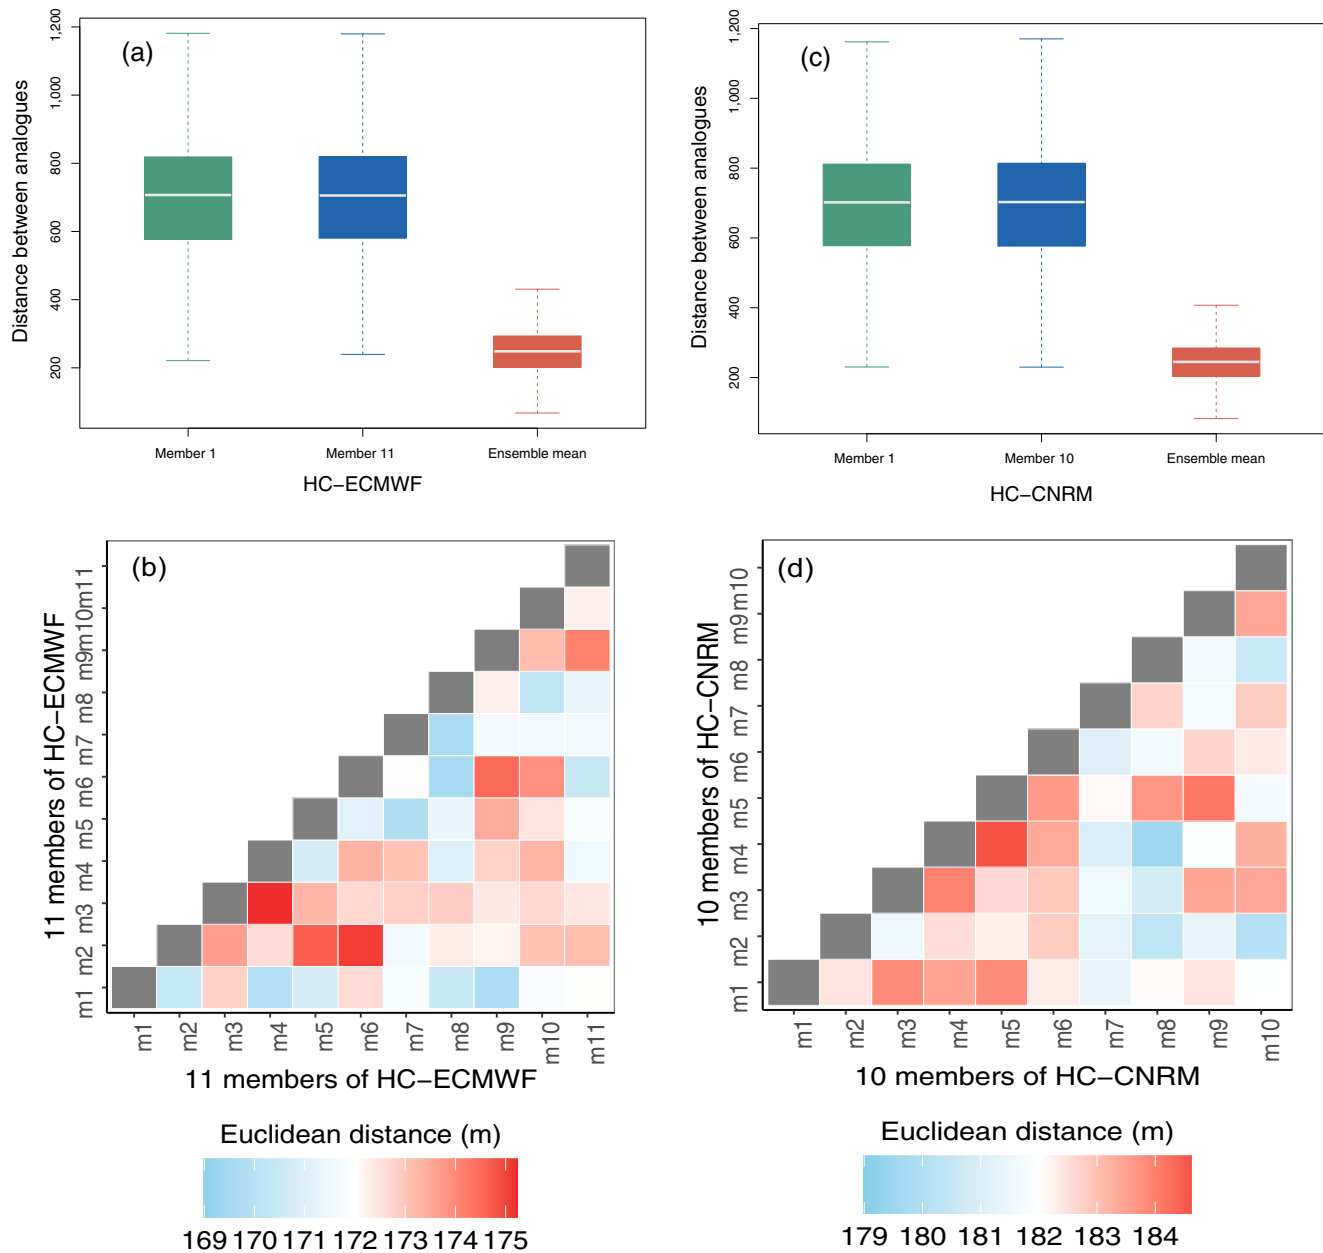 (a)
Distance between analogues
1,200
1,000
800
600
400
200
Member 1
Member 11
Ensemble mean
HC−ECMWF
(c)
Distance between analogues
1,200
1,000
800
600
400
200
Member 1
Member 10
Ensemble mean
HC−CNRM
(b)
11 members of HC−ECMWF
m11
m10
m9
m8
m7
m6
m5
m4
m3
m2
m1
m1
m2
m3
m4
m5
m6
m7
m8
m9
m10
m11
11 members of HC−ECMWF
Euclidean distance (m)
169 170 171 172 173 174 175
(d)
10 members of HC−CNRM
m10
m9
m8
m7
m6
m5
m4
m3
m2
m1
m1
m2
m3
m4
m5
m6
m7
m8
m9
m10
10 members of HC−CNRM
Euclidean distance (m)
179 180 181 182 183 184